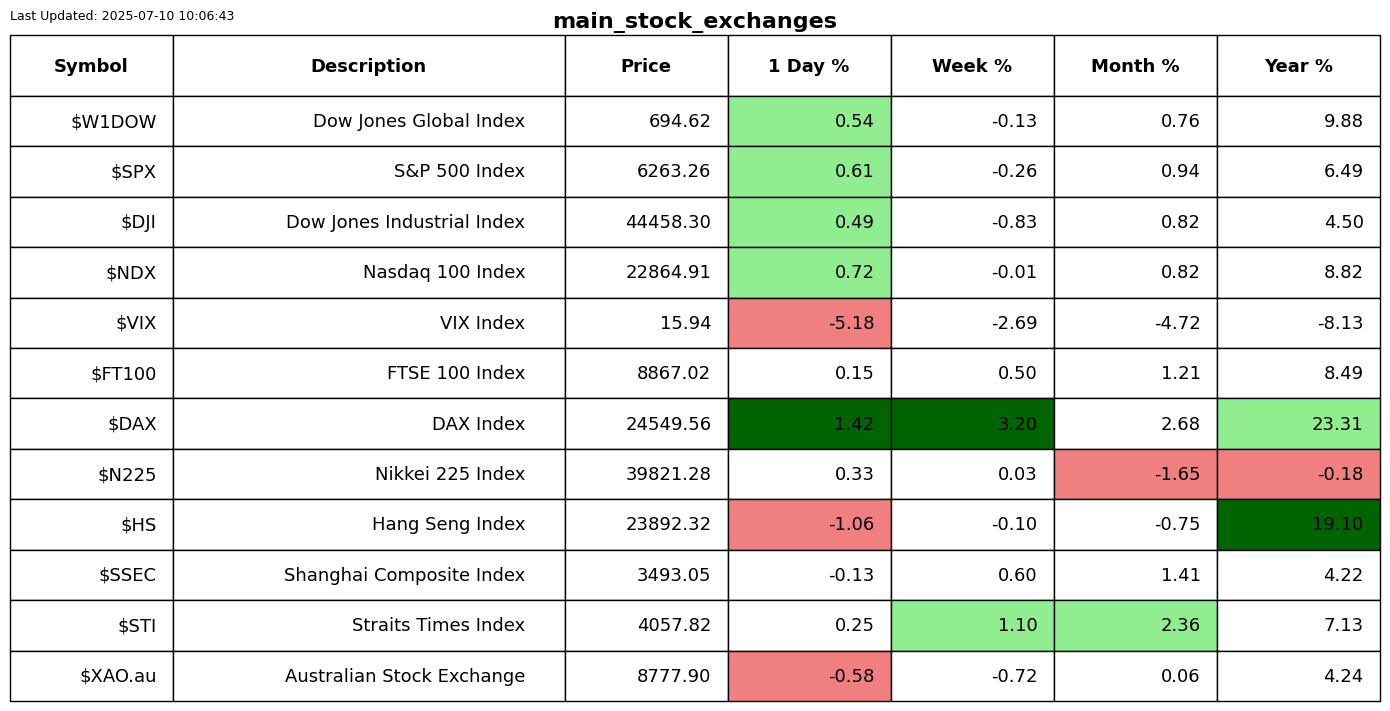 Last Updated: 2025-07-10 10:06:43
main_stock_exchanges
Symbol Description Price 1 Day % Week % Month % Year %
$W1DOW Dow Jones Global Index 694.62 0.54 -0.13 0.76 9.88
$SPX S&P 500 Index 6263.26 0.61 -0.26 0.94 6.49
$DJI Dow Jones Industrial Index 44458.30 0.49 -0.83 0.82 4.50
$NDX Nasdaq 100 Index 22864.91 0.72 -0.01 0.82 8.82
$VIX VIX Index 15.94 -5.18 -2.69 -4.72 -8.13
$FT100 FTSE 100 Index 8867.02 0.15 0.50 1.21 8.49
$DAX DAX Index 24549.56 1.42 3.20 2.68 23.31
$N225 Nikkei 225 Index 39821.28 0.33 0.03 -1.65 -0.18
$HS Hang Seng Index 23892.32 -1.06 -0.10 -0.75 19.10
$SSEC Shanghai Composite Index 3493.05 -0.13 0.60 1.41 4.22
$STI Straits Times Index 4057.82 0.25 1.10 2.36 7.13
$XAO.au Australian Stock Exchange 8777.90 -0.58 -0.72 0.06 4.24